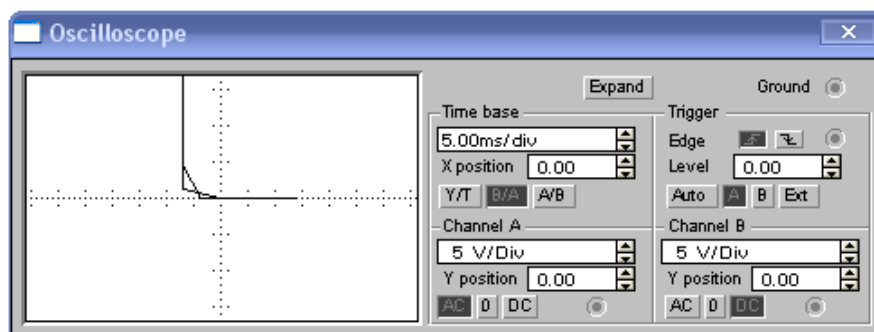 Oscilloscope
Expand
Ground
Time base
5.00ms/div
X position 0.00
Y/T B/A A/B
Trigger
Edge
Level 0.00
Auto A B Ext
Channel A
5 V/Div
Y position 0.00
AC 0 DC
Channel B
5 V/Div
Y position 0.00
AC 0 DC